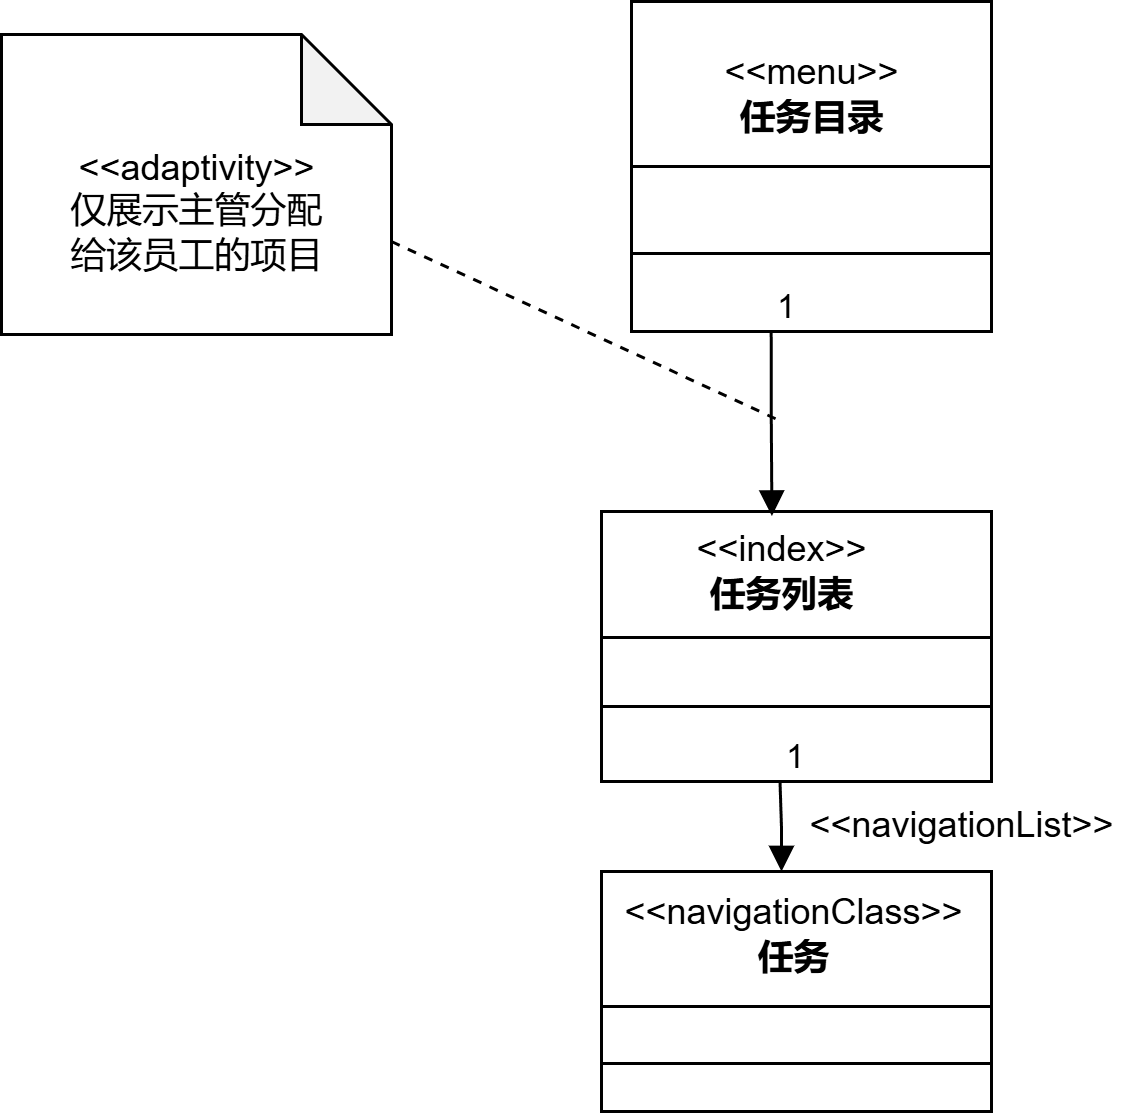 <<menu>>
任务目录
<<adaptivity>>
仅展示主管分配
给该员工的项目
1
<<index>>
任务列表
1
<<navigationList>>
<<navigationClass>>
任务